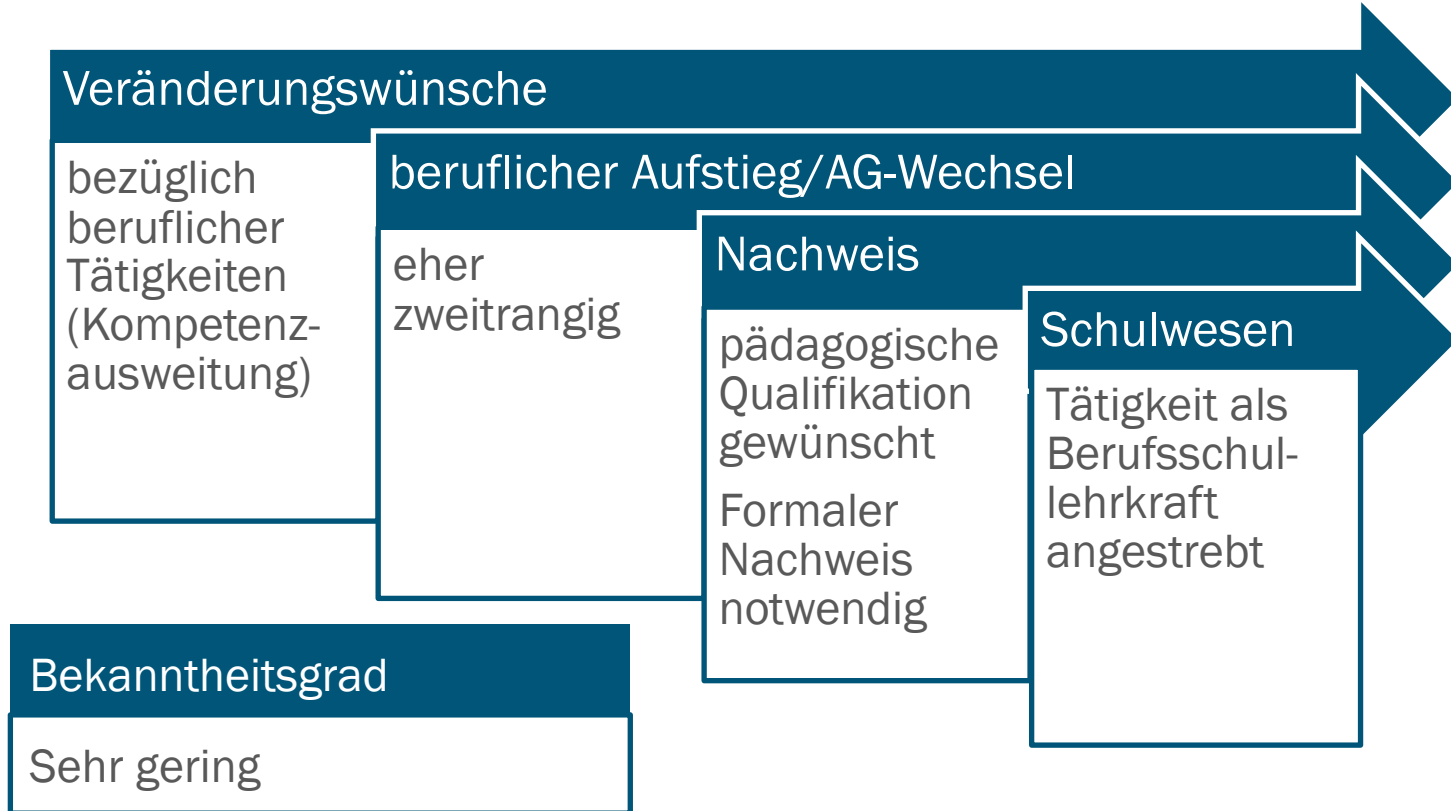 Veränderungswünsche
bezüglich
beruflicher
Tätigkeiten
(Kompetenz-
ausweitung)
beruflicher Aufstieg/AG-Wechsel
eher
zweitrangig
Nachweis
pädagogische
Qualifikation
gewünscht
Formaler
Nachweis
notwendig
Schulwesen
Tätigkeit als
Berufsschul-
lehrkraft
angestrebt
Bekanntheitsgrad
Sehr gering